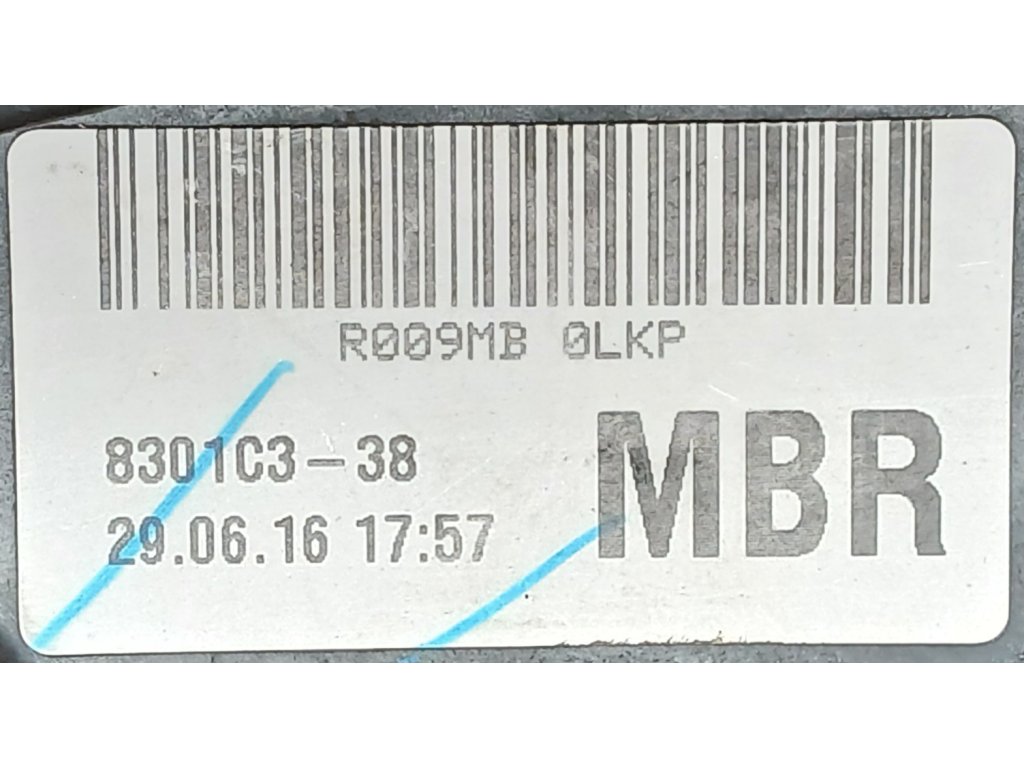 R009MB 0LKP
8301C3-38
29.06.16 17:57
MBR